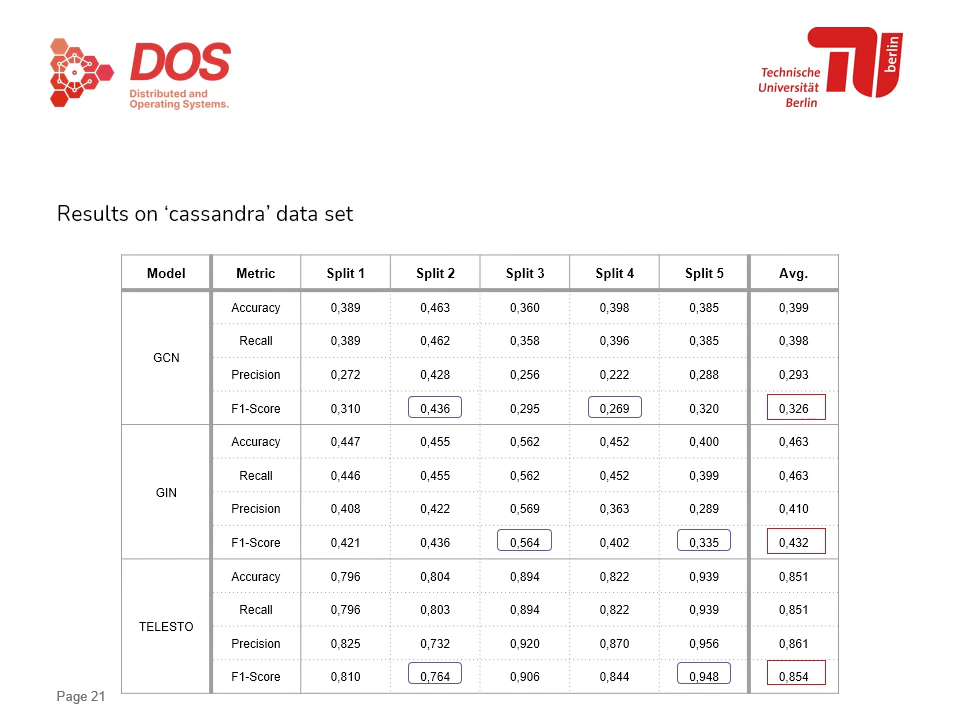 DOS
Distributed and
Operating Systems.
Technische
Universität
Berlin
berlin
Results on ‘cassandra’ data set
Model Metric Split 1 Split 2 Split 3 Split 4 Split 5 Avg.
GCN
Accuracy 0,389 0,463 0,360 0,398 0,385 0,399
Recall 0,389 0,462 0,358 0,396 0,385 0,398
Precision 0,272 0,428 0,256 0,222 0,288 0,293
F1-Score 0,310 0,436 0,295 0,269 0,320 0,326
GIN
Accuracy 0,447 0,455 0,562 0,452 0,400 0,463
Recall 0,446 0,455 0,562 0,452 0,399 0,463
Precision 0,408 0,422 0,569 0,363 0,289 0,410
F1-Score 0,421 0,436 0,564 0,402 0,335 0,432
TELESTO
Accuracy 0,796 0,804 0,894 0,822 0,939 0,851
Recall 0,796 0,803 0,894 0,822 0,939 0,851
Precision 0,825 0,732 0,920 0,870 0,956 0,861
F1-Score 0,810 0,764 0,906 0,844 0,948 0,854
Page 21